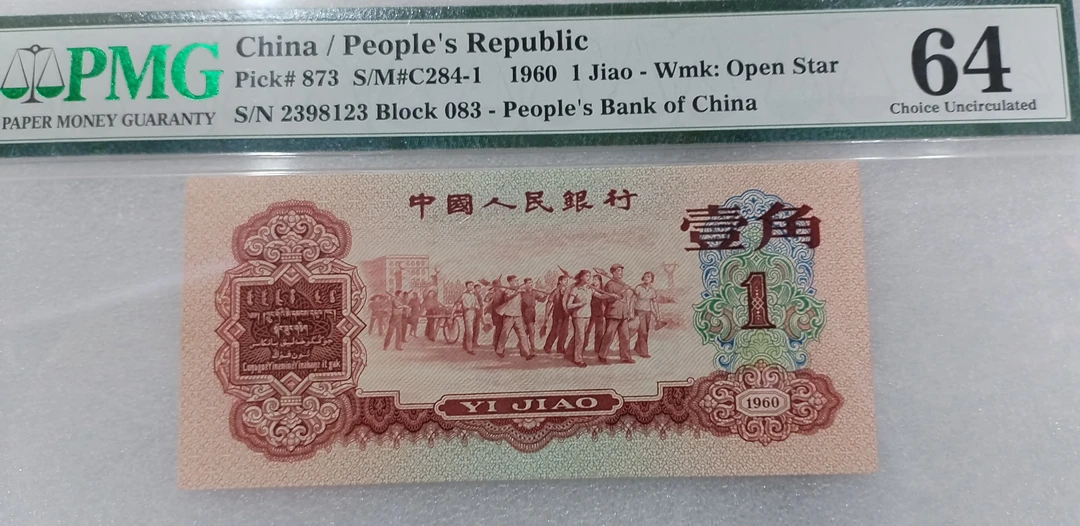 PMG
PAPER MONEY GUARANTY
China / People's Republic
Pick# 873 S/M#C284-1 1960 1 Jiao - Wmk: Open Star
S/N 2398123 Block 083 - People's Bank of China
64
Choice Uncirculated
中國人民銀行
壹角
1
YI JIAO
1960